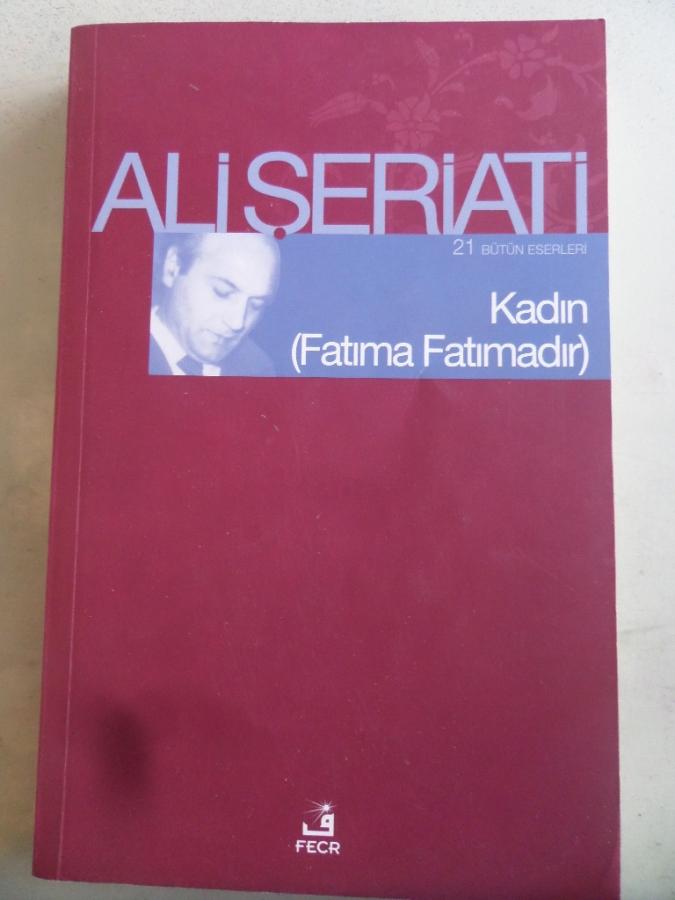 ALİ ŞERİATİ
21 BÜTÜN ESERLERİ
Kadın
(Fatıma Fatımadır)
ف
FECR